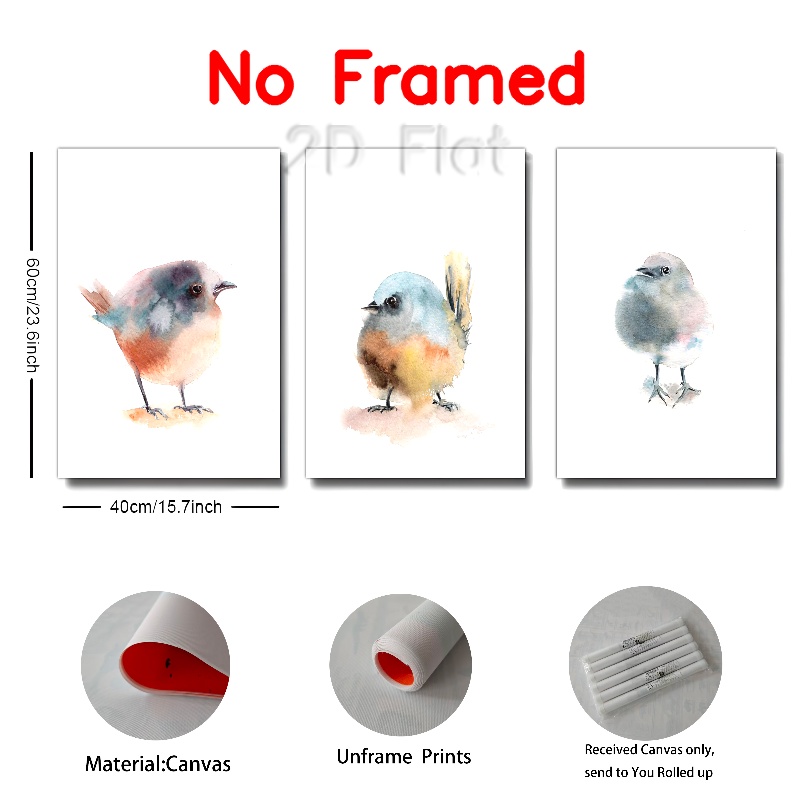 No Framed
2D Flat
60cm/23.6inch
40cm/15.7inch
Material:Canvas
Unframe Prints
Received Canvas only,
send to You Rolled up